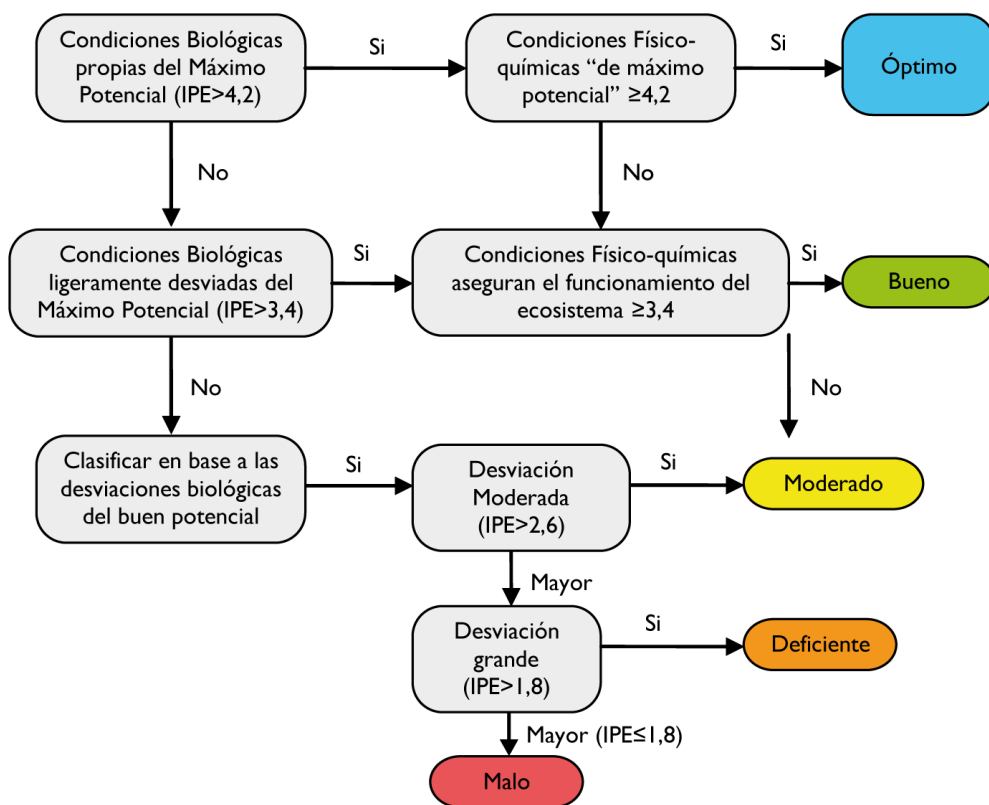 Condiciones Biológicas
propias del Máximo
Potencial (IPE>4,2)
Si
Condiciones Físico-
químicas “de máximo
potencial” ≥4,2
Si
Óptimo
No
No
Condiciones Biológicas
ligeramente desviadas del
Máximo Potencial (IPE>3,4)
Si
Condiciones Físico-químicas
aseguran el funcionamiento del
ecosistema ≥3,4
Si
Bueno
No
No
Clasificar en base a las
desviaciones biológicas
del buen potencial
Si
Desviación
Moderada
(IPE>2,6)
Si
Moderado
Mayor
Desviación
grande
(IPE>1,8)
Si
Deficiente
Mayor (IPE≤1,8)
Malo